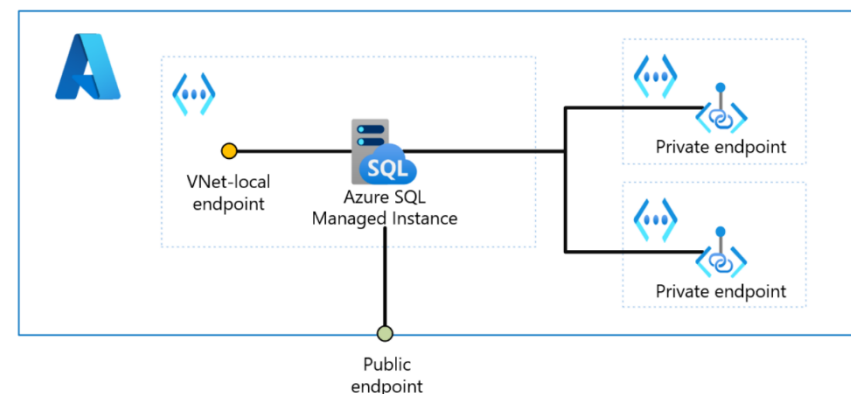 VNet-local
endpoint
SQL
Azure SQL
Managed Instance
Private endpoint
Private endpoint
Public
endpoint